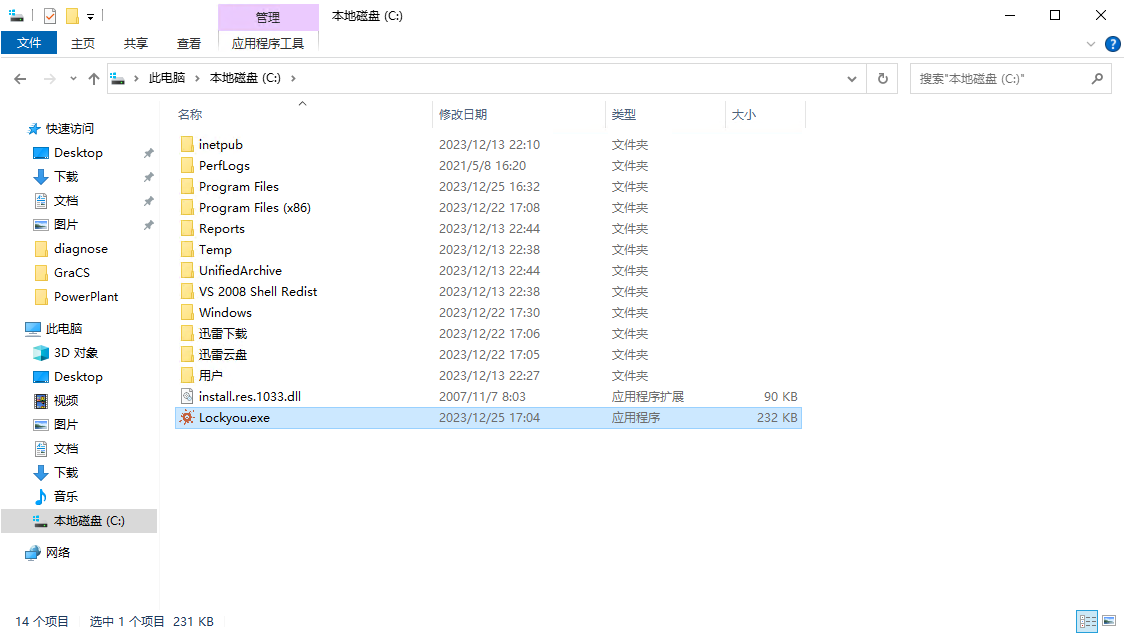 管理
本地磁盘 (C:)
文件 主页 共享 查看 应用程序工具
此电脑 本地磁盘 (C:)
搜索"本地磁盘 (C:)"
名称 修改日期 类型 大小
快速访问
Desktop
下载
文档
图片
diagnose
GraCS
PowerPlant
此电脑
3D 对象
Desktop
视频
图片
文档
下载
音乐
本地磁盘 (C:)
网络
inetpub 2023/12/13 22:10 文件夹
PerfLogs 2021/5/8 16:20 文件夹
Program Files 2023/12/25 16:32 文件夹
Program Files (x86) 2023/12/22 17:08 文件夹
Reports 2023/12/13 22:44 文件夹
Temp 2023/12/13 22:38 文件夹
UnifiedArchive 2023/12/13 22:44 文件夹
VS 2008 Shell Redist 2023/12/13 22:38 文件夹
Windows 2023/12/22 17:30 文件夹
迅雷下载 2023/12/22 17:06 文件夹
迅雷云盘 2023/12/22 17:05 文件夹
用户 2023/12/13 22:27 文件夹
install.res.1033.dll 2007/11/7 8:03 应用程序扩展 90 KB
Lockyou.exe 2023/12/25 17:04 应用程序 232 KB
14 个项目 选中 1 个项目 231 KB